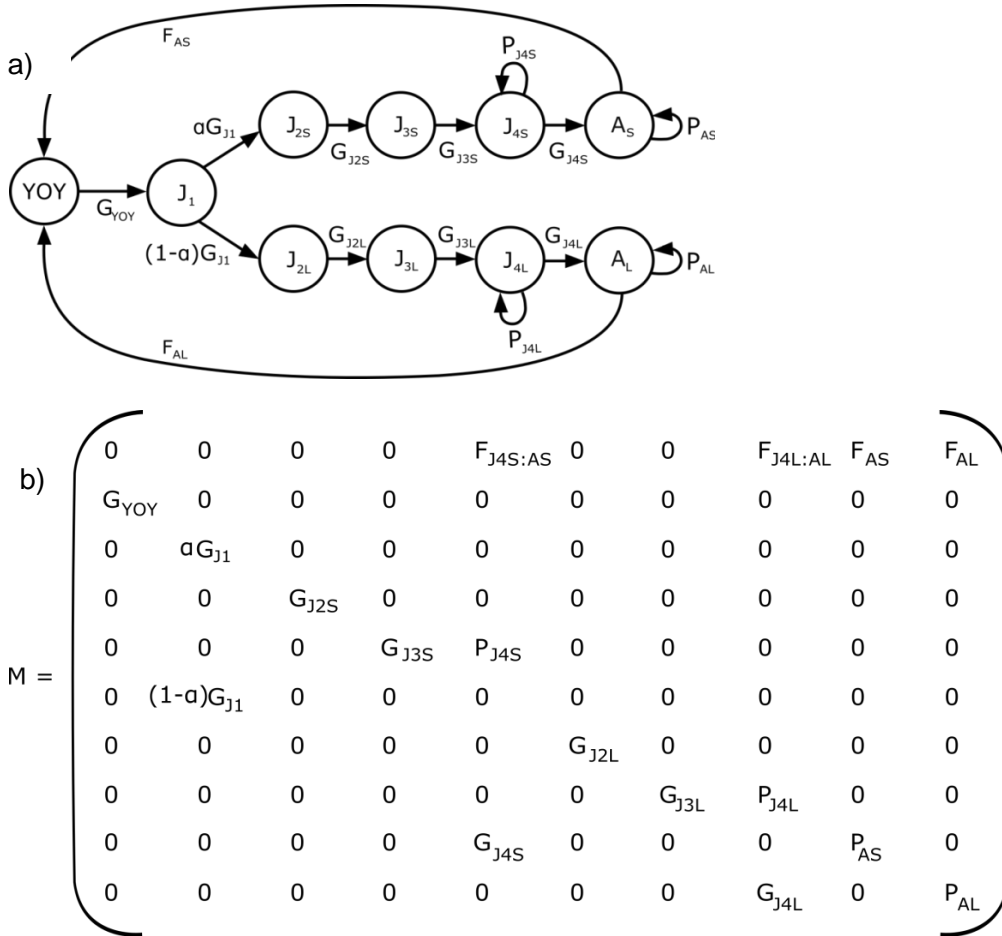 F_AS
a)
P_J4S
αG_J1
J_2S
J_3S
J_4S
A_S
P_AS
G_J2S
G_J3S
G_J4S
YOY
J_1
G_YOY
(1-α)G_J1
G_J2L
G_J3L
G_J4L
J_2L
J_3L
J_4L
A_L
P_AL
P_J4L
F_AL
b)
M =
0 0 0 0 F_J4S:AS 0 0 F_J4L:AL F_AS F_AL
G_YOY 0 0 0 0 0 0 0 0 0
0 αG_J1 0 0 0 0 0 0 0 0
0 0 G_J2S 0 0 0 0 0 0 0
0 0 0 G_J3S P_J4S 0 0 0 0 0
0 (1-α)G_J1 0 0 0 0 0 0 0 0
0 0 0 0 0 G_J2L 0 0 0 0
0 0 0 0 0 0 G_J3L P_J4L 0 0
0 0 0 0 G_J4S 0 0 0 P_AS 0
0 0 0 0 0 0 0 G_J4L 0 P_AL